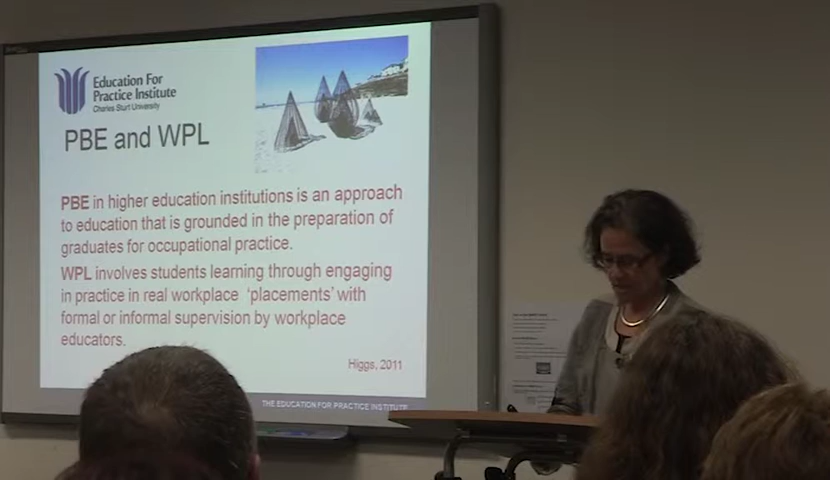 Education For
Practice Institute
Charles Sturt University
PBE and WPL
PBE in higher education institutions is an approach
to education that is grounded in the preparation of
graduates for occupational practice.
WPL involves students learning through engaging
in practice in real workplace 'placements' with
formal or informal supervision by workplace
educators.
Higgs, 2011
THE EDUCATION FOR PRACTICE INSTITUTE